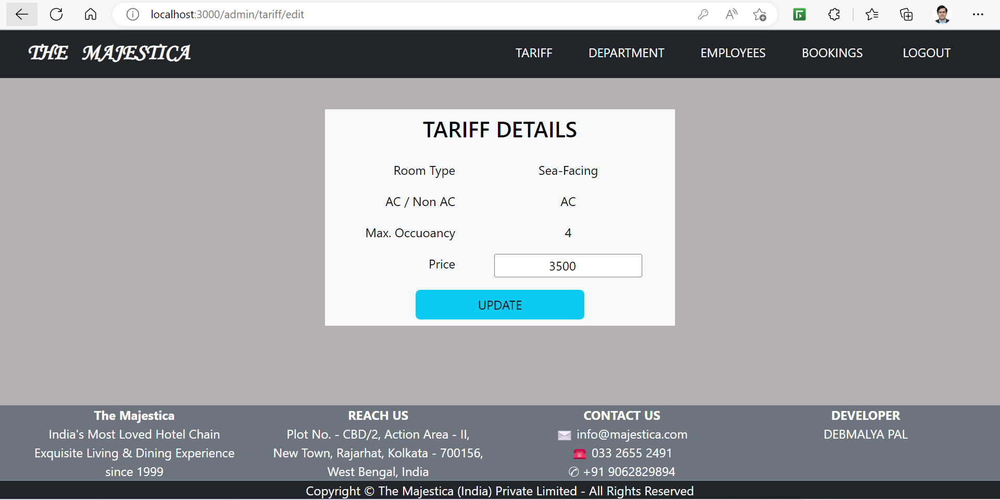 localhost:3000/admin/tariff/edit
THE MAJESTICA
TARIFF DEPARTMENT EMPLOYEES BOOKINGS LOGOUT
TARIFF DETAILS
Room Type Sea-Facing
AC / Non AC AC
Max. Occuoancy 4
Price 3500
UPDATE
The Majestica
India's Most Loved Hotel Chain
Exquisite Living & Dining Experience
since 1999
REACH US
Plot No. - CBD/2, Action Area - II,
New Town, Rajarhat, Kolkata - 700156,
West Bengal, India
CONTACT US
✉ info@majestica.com
☎ 033 2655 2491
✆ +91 9062829894
DEVELOPER
DEBMALYA PAL
Copyright © The Majestica (India) Private Limited - All Rights Reserved